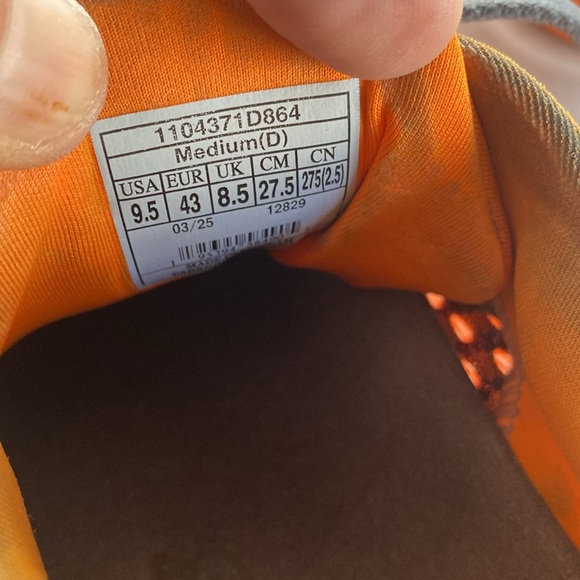 1104371D864
Medium(D)
USA EUR UK CM CN
9.5 43 8.5 27.5 275(2.5)
03/25 12829